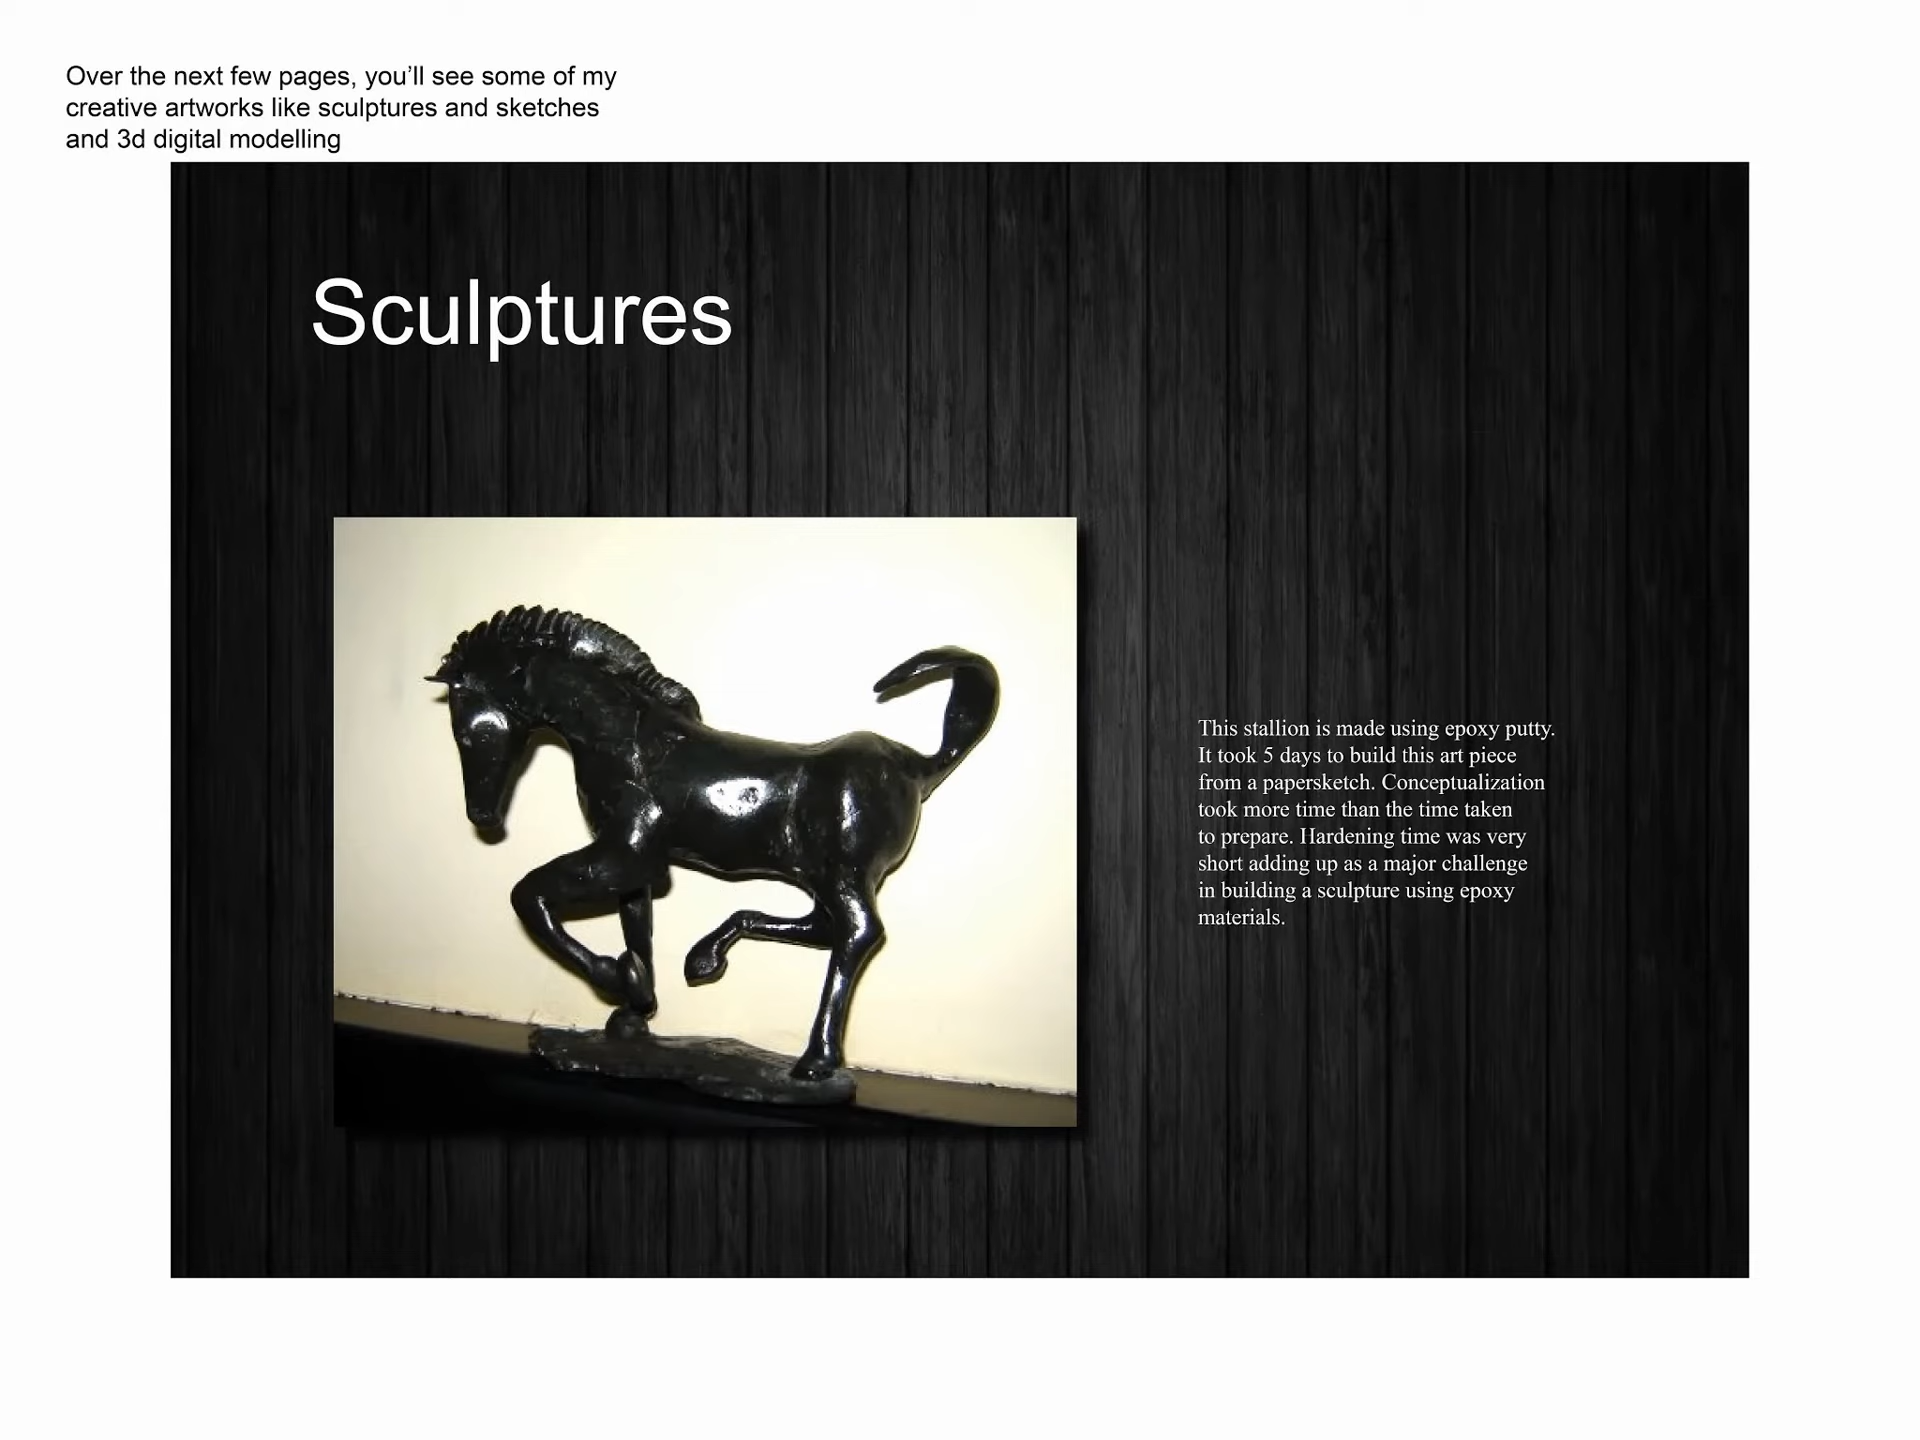 Over the next few pages, you’ll see some of my
creative artworks like sculptures and sketches
and 3d digital modelling
Sculptures
This stallion is made using epoxy putty.
It took 5 days to build this art piece
from a papersketch. Conceptualization
took more time than the time taken
to prepare. Hardening time was very
short adding up as a major challenge
in building a sculpture using epoxy
materials.